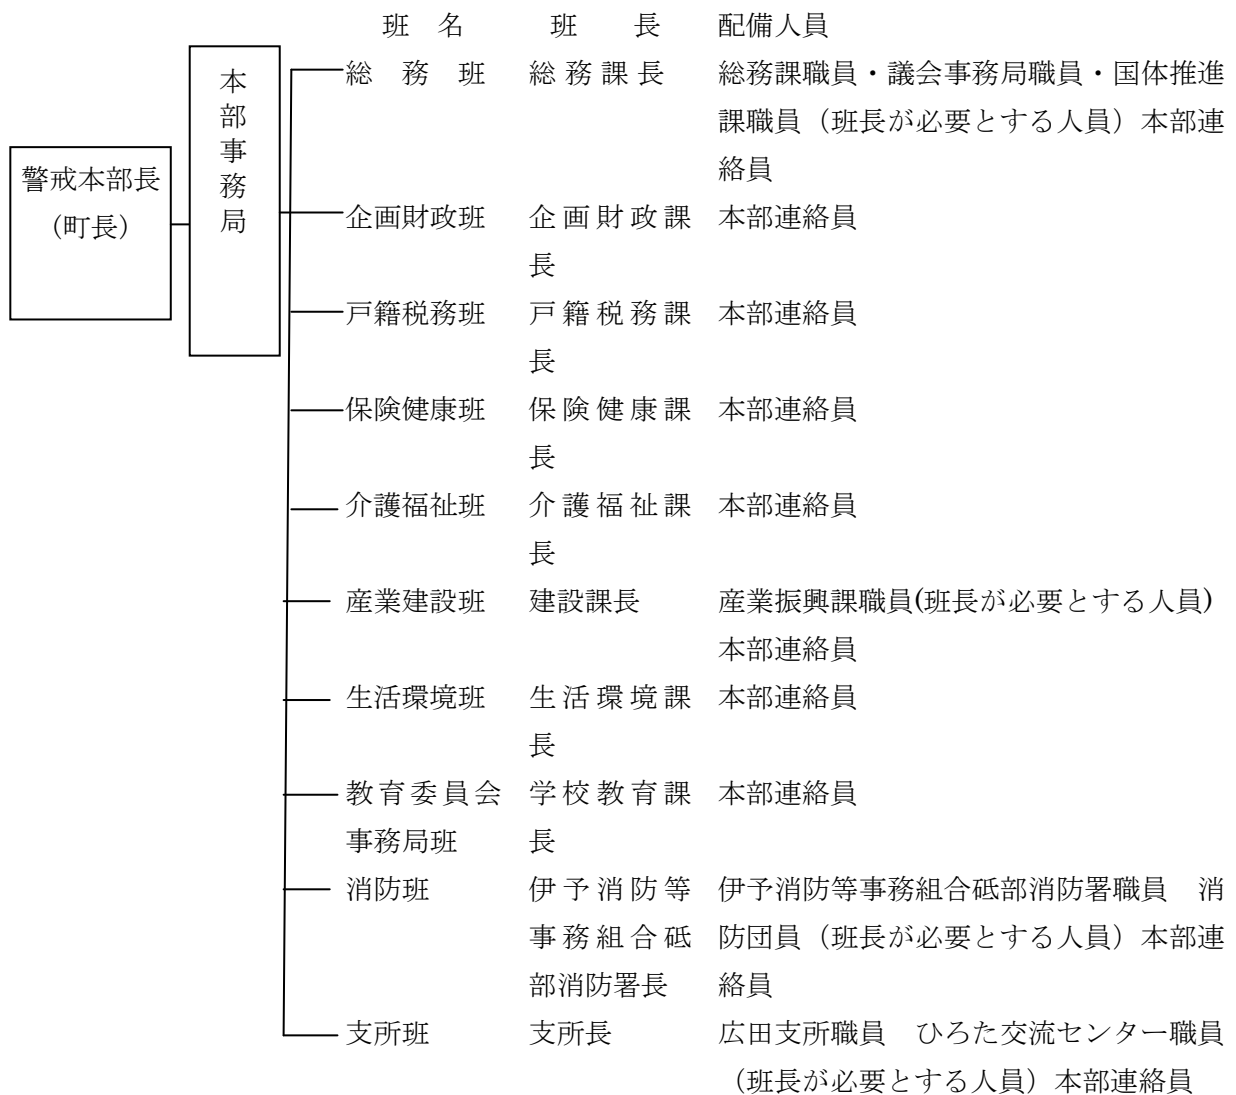 班　名　　班　　長　　配備人員
警戒本部長
（町長）
本部事務局
総　務　班　総務課長　総務課職員・議会事務局職員・国体推進
課職員（班長が必要とする人員）本部連
絡員
企画財政班　企画財政課　本部連絡員
長
戸籍税務班　戸籍税務課　本部連絡員
長
保険健康班　保険健康課　本部連絡員
長
介護福祉班　介護福祉課　本部連絡員
長
産業建設班　建設課長　産業振興課職員(班長が必要とする人員)
本部連絡員
生活環境班　生活環境課　本部連絡員
長
教育委員会　学校教育課　本部連絡員
事務局班　長
消防班　伊予消防等　伊予消防等事務組合砥部消防署職員　消
事務組合砥　防団員（班長が必要とする人員）本部連
部消防署長　絡員
支所班　支所長　広田支所職員　ひろた交流センター職員
（班長が必要とする人員）本部連絡員